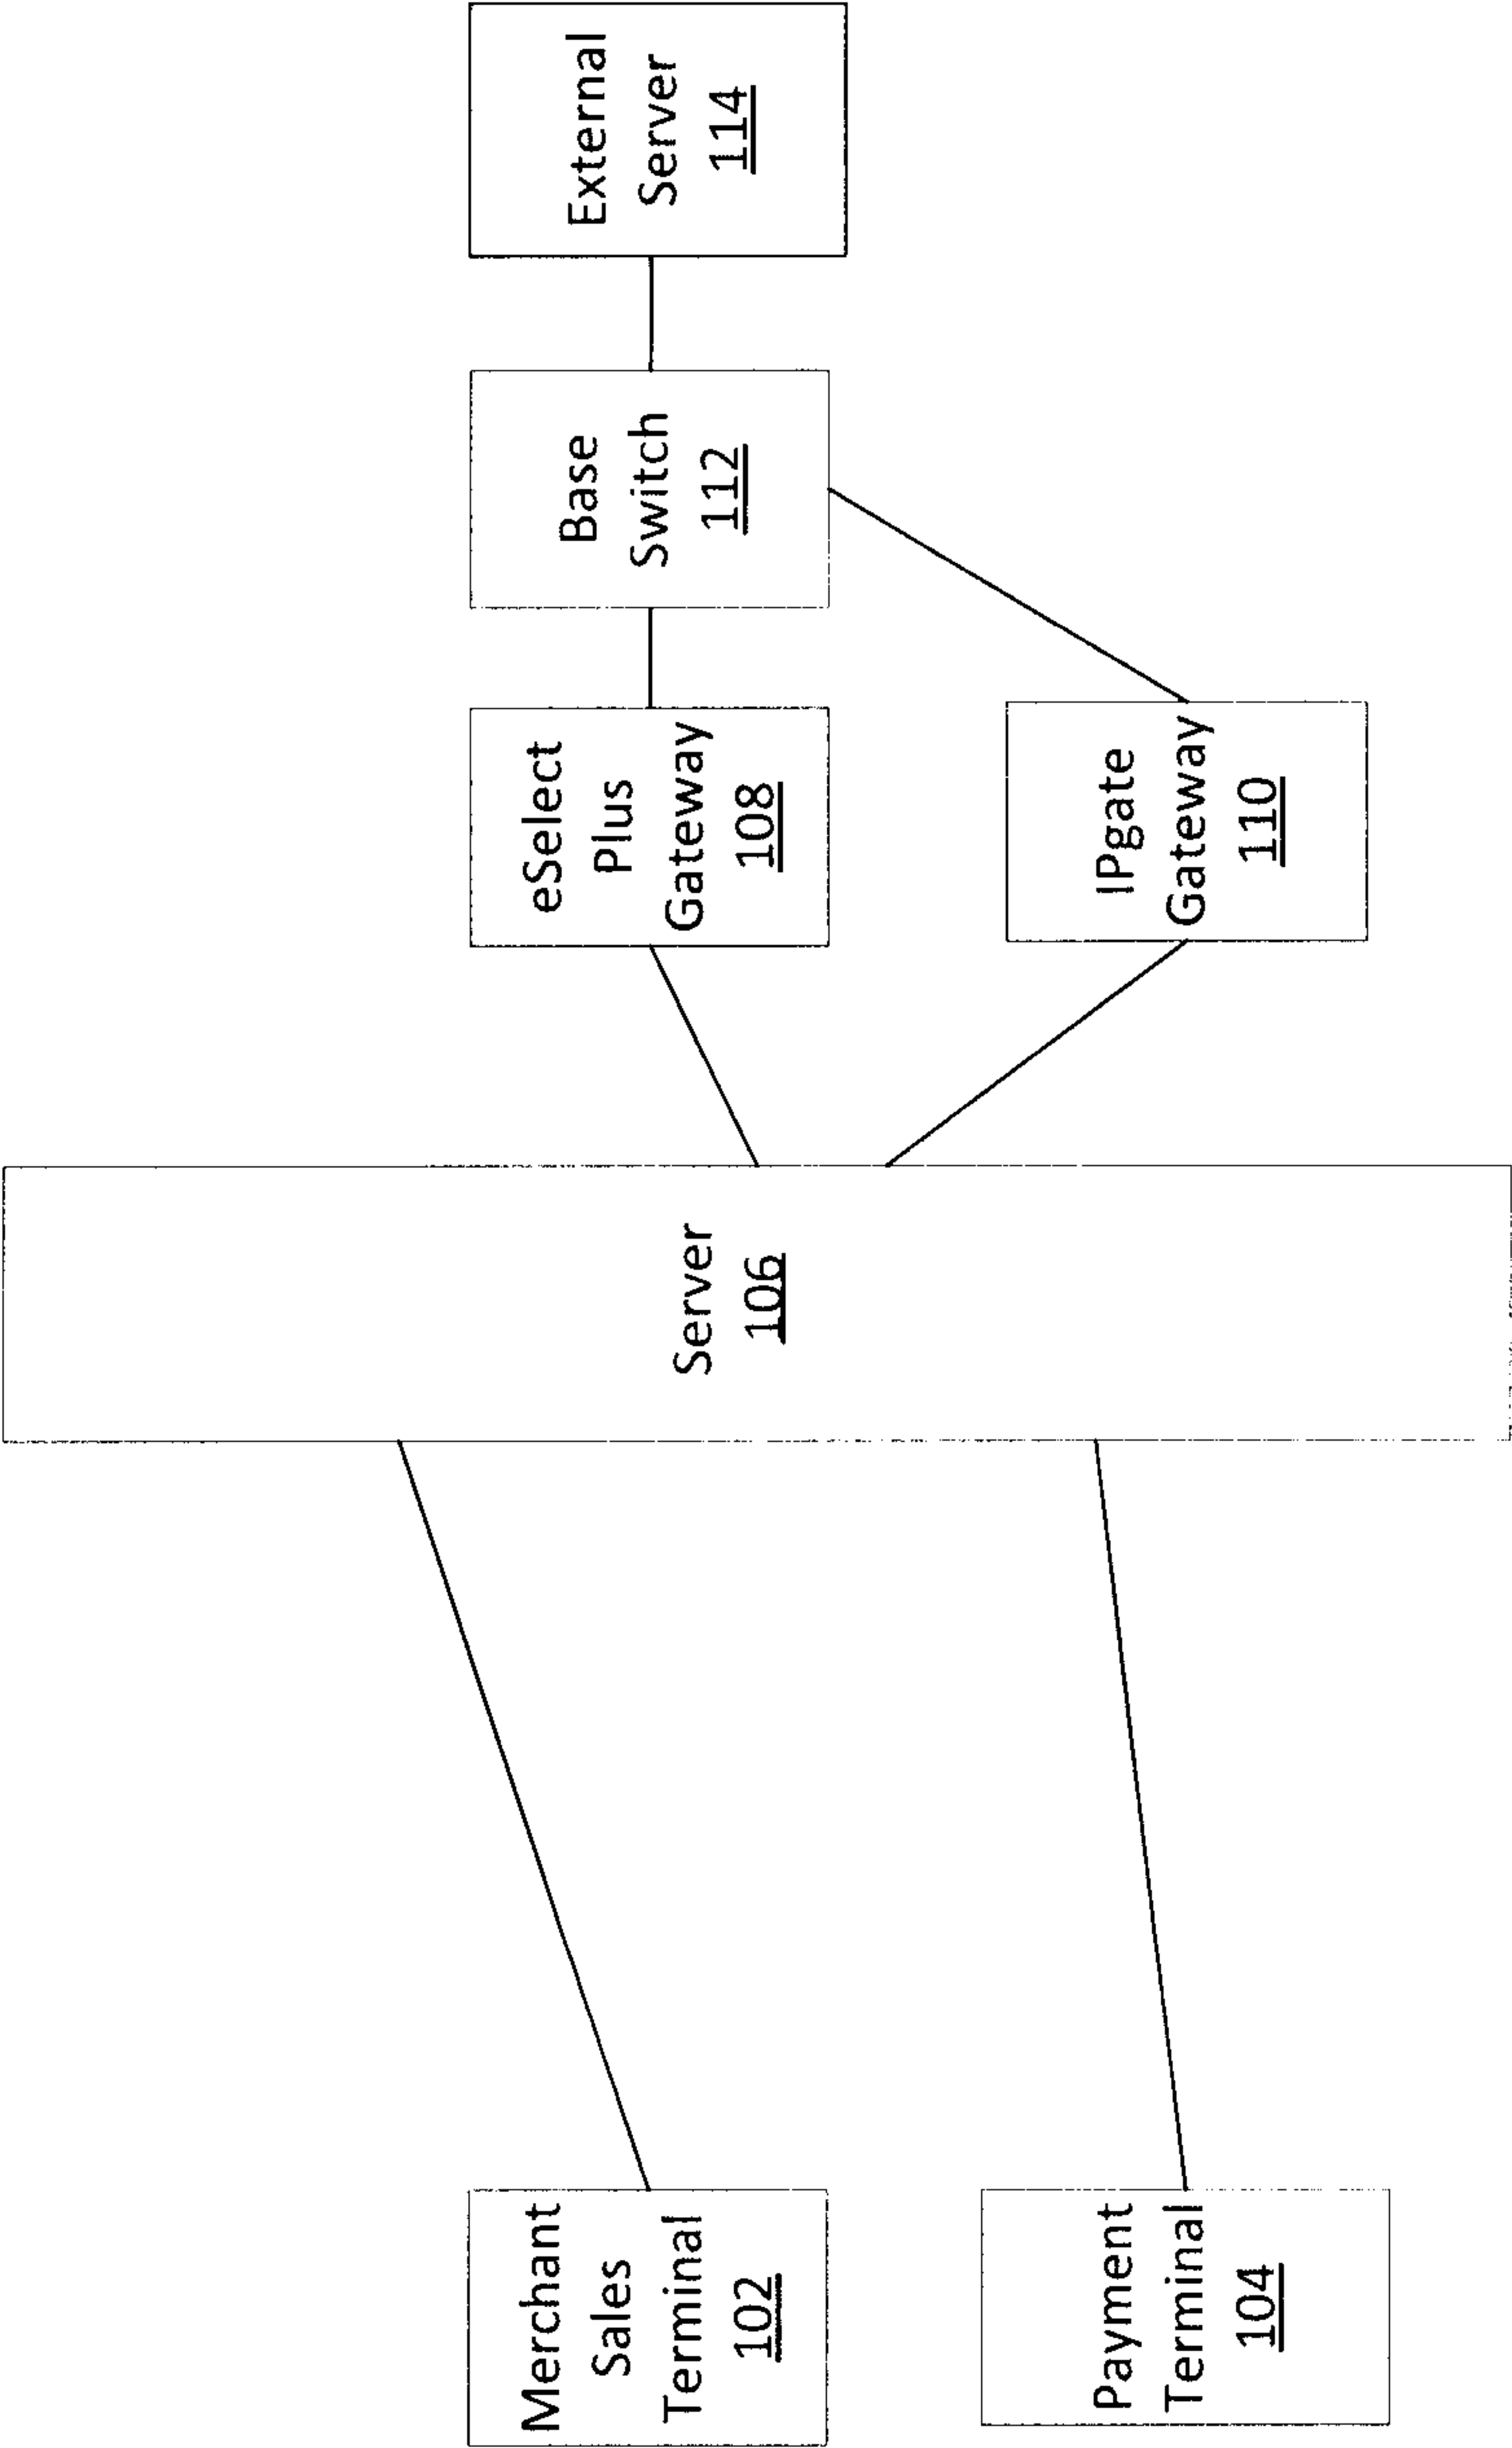 Merchant
Sales
Terminal
102
Payment
Terminal
104
Server
106
eSelect
Plus
Gateway
108
IPgate
Gateway
110
Base
Switch
112
External
Server
114